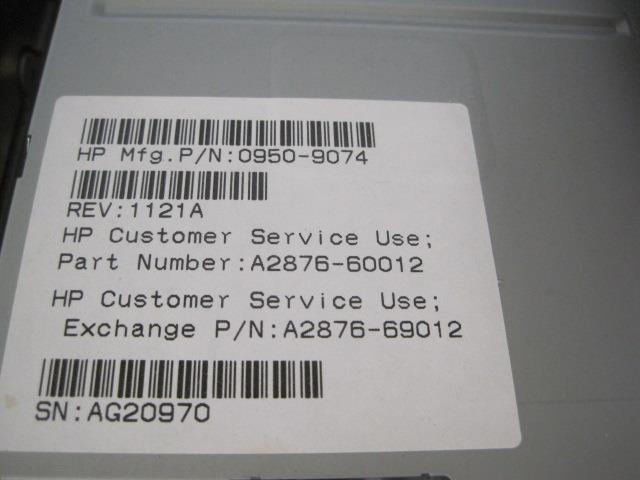 HP Mfg.P/N:0950-9074
REV:1121A
HP Customer Service Use;
Part Number:A2876-60012
HP Customer Service Use;
Exchange P/N:A2876-69012
SN:AG20970